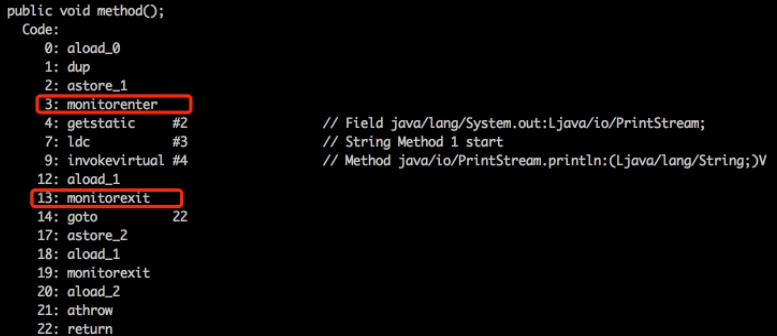 public void method();
Code:
0: aload_0
1: dup
2: astore_1
3: monitorenter
4: getstatic #2 // Field java/lang/System.out:Ljava/io/PrintStream;
7: ldc #3 // String Method 1 start
9: invokevirtual #4 // Method java/io/PrintStream.println:(Ljava/lang/String;)V
12: aload_1
13: monitorexit
14: goto 22
17: astore_2
18: aload_1
19: monitorexit
20: aload_2
21: athrow
22: return